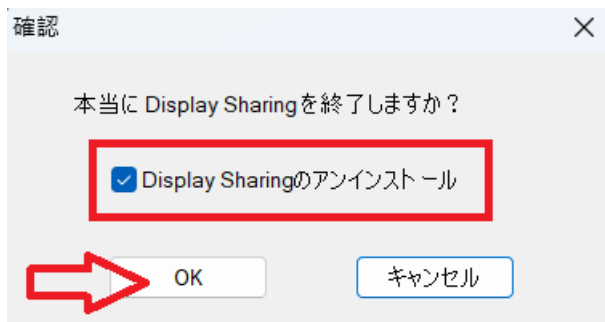 確認
本当に Display Sharingを終了しますか？
Display Sharingのアンインストール
OK
キャンセル